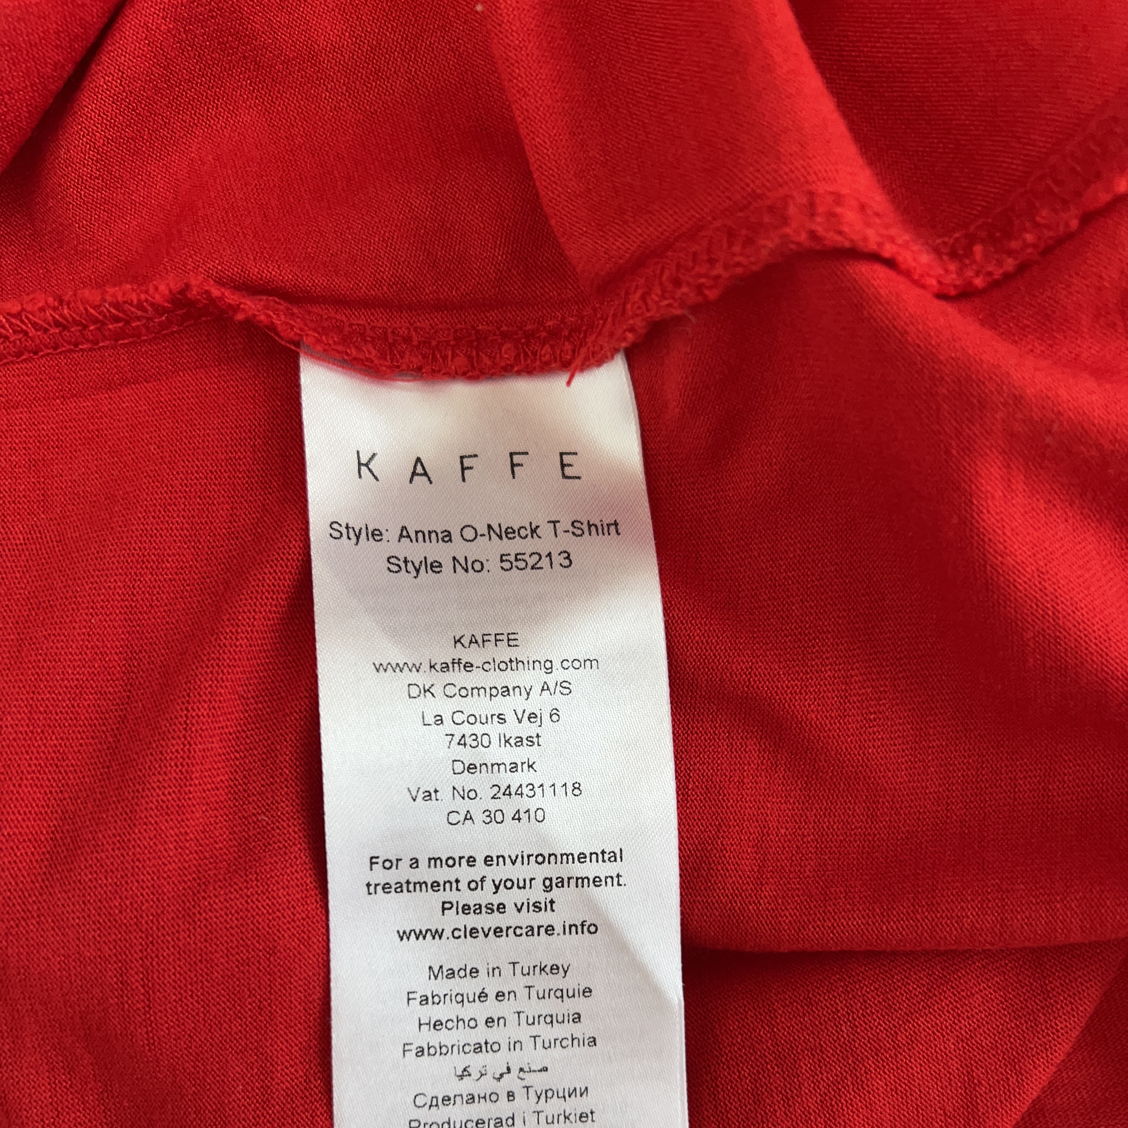 KAFFE
Style: Anna O-Neck T-Shirt
Style No: 55213
KAFFE
www.kaffe-clothing.com
DK Company A/S
La Cours Vej 6
7430 Ikast
Denmark
Vat. No. 24431118
CA 30 410
For a more environmental
treatment of your garment.
Please visit
www.clevercare.info
Made in Turkey
Fabriqué en Turquie
Hecho en Turquia
Fabbricato in Turchia
صنع في تركيا
Сделано в Турции
Producerad i Turkiet